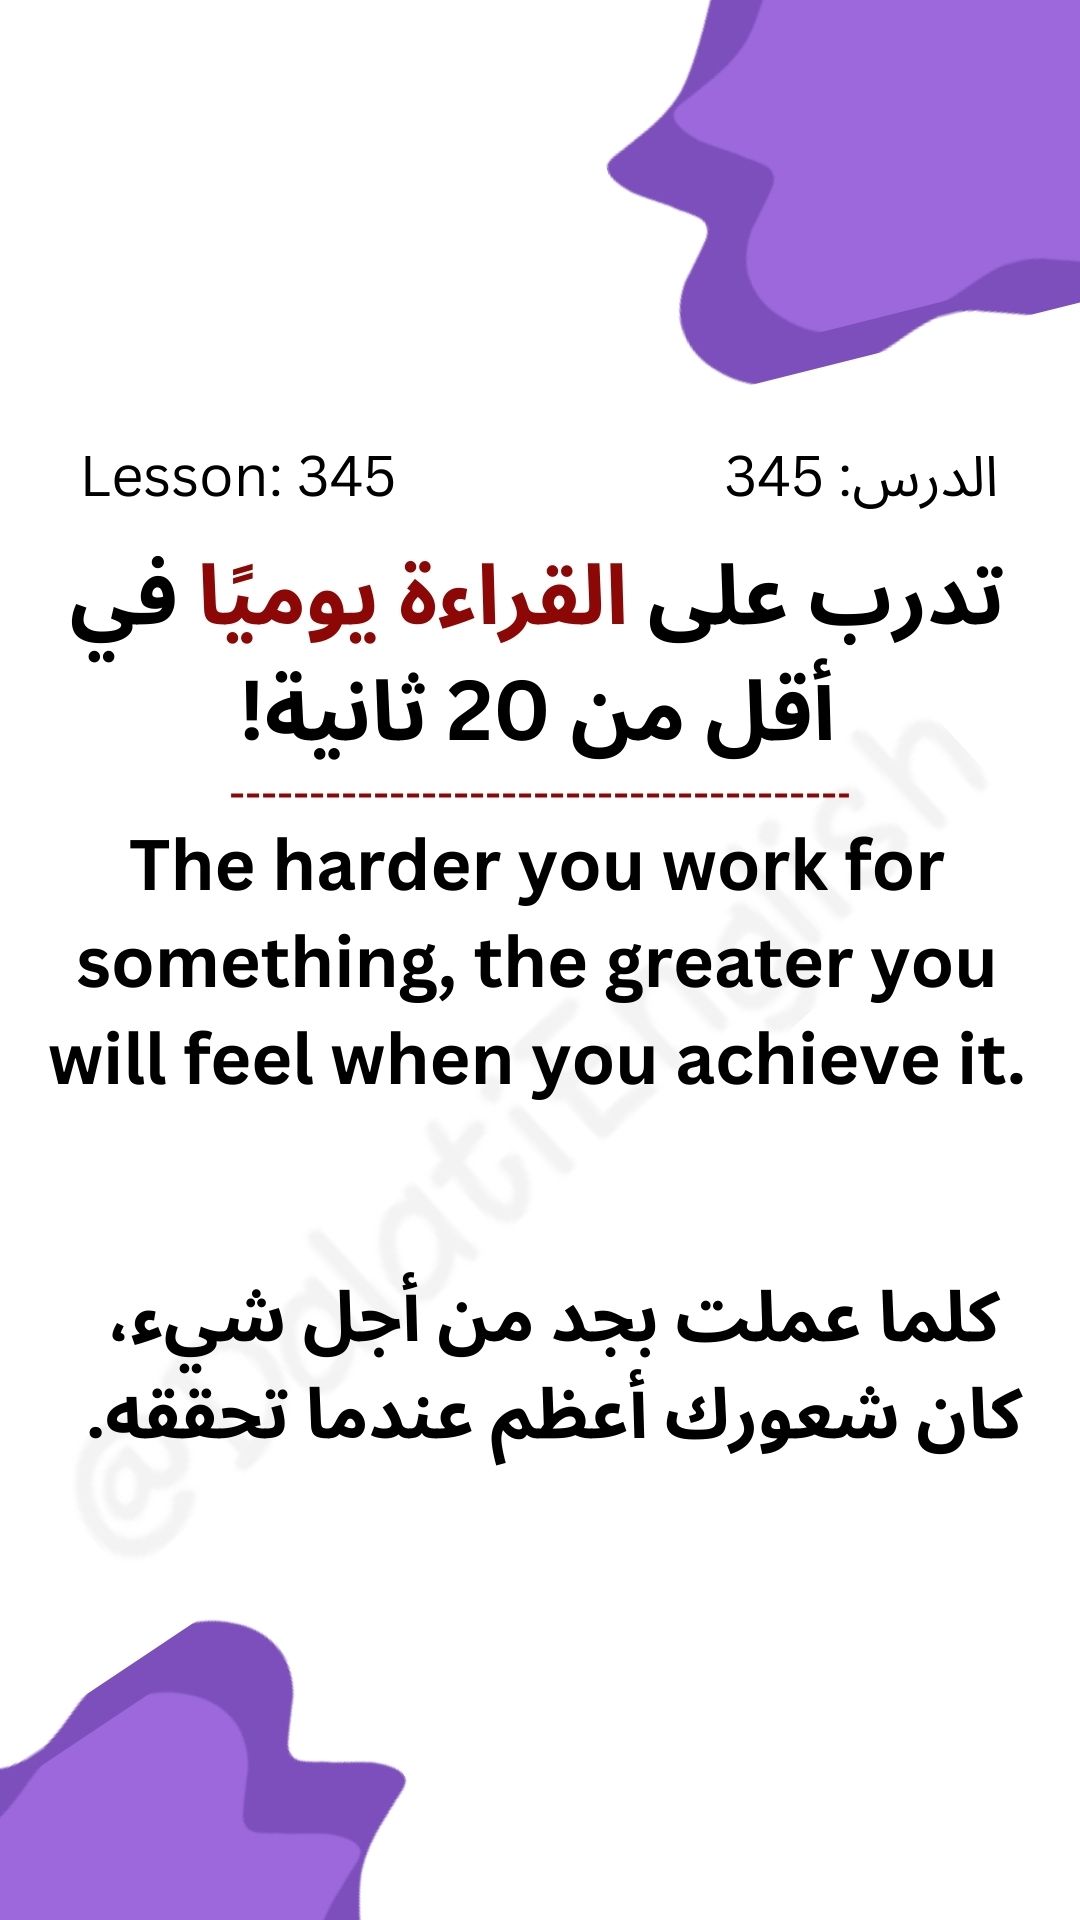 Lesson: 345
الدرس: 345
تدرب على القراءة يوميًا في
أقل من 20 ثانية!
---------------------------------------
The harder you work for
something, the greater you
will feel when you achieve it.
كلما عملت بجد من أجل شيء،
كان شعورك أعظم عندما تحققه.
@DalatiEnglish